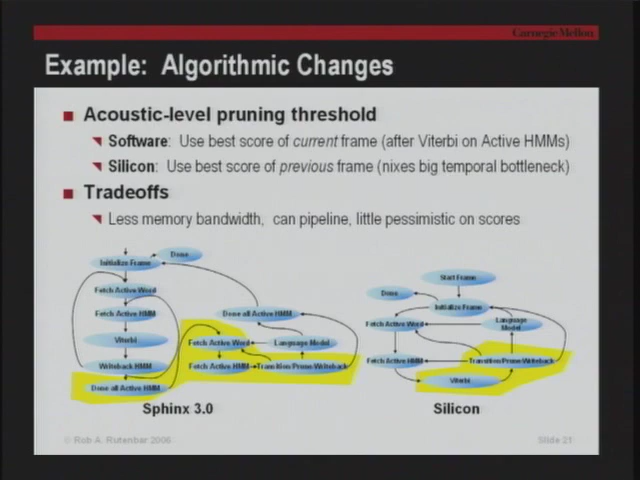 Carnegie Mellon
Example: Algorithmic Changes
Acoustic-level pruning threshold
Software: Use best score of current frame (after Viterbi on Active HMMs)
Silicon: Use best score of previous frame (nixes big temporal bottleneck)
Tradeoffs
Less memory bandwidth, can pipeline, little pessimistic on scores
Done
Initialize Frame
Fetch Active Word
Fetch Active HMM
Viterbi
Writeback HMM
Done all Active HMM
Done all Active HMM
Fetch Active Word
Language Model
Fetch Active HMM
Transition/Prune/Writeback
Sphinx 3.0
Start Frame
Done
Initialize Frame
Fetch Active Word
Language
Model
Fetch Active HMM
Transition/Prune/Writeback
Viterbi
Silicon
© Rob A. Rutenbar 2006
Slide 21